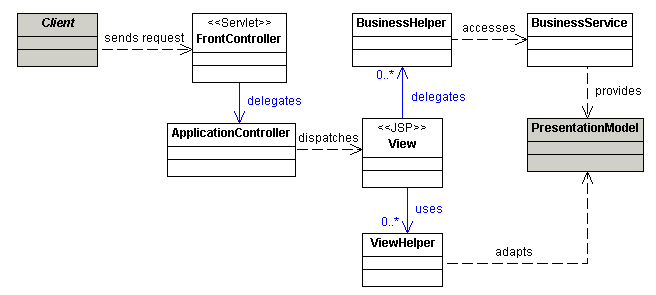 Client
sends request
<<Servlet>>
FrontController
delegates
ApplicationController
dispatches
BusinessHelper
accesses
BusinessService
0..*
delegates
provides
<<JSP>>
View
PresentationModel
uses
0..*
ViewHelper
adapts